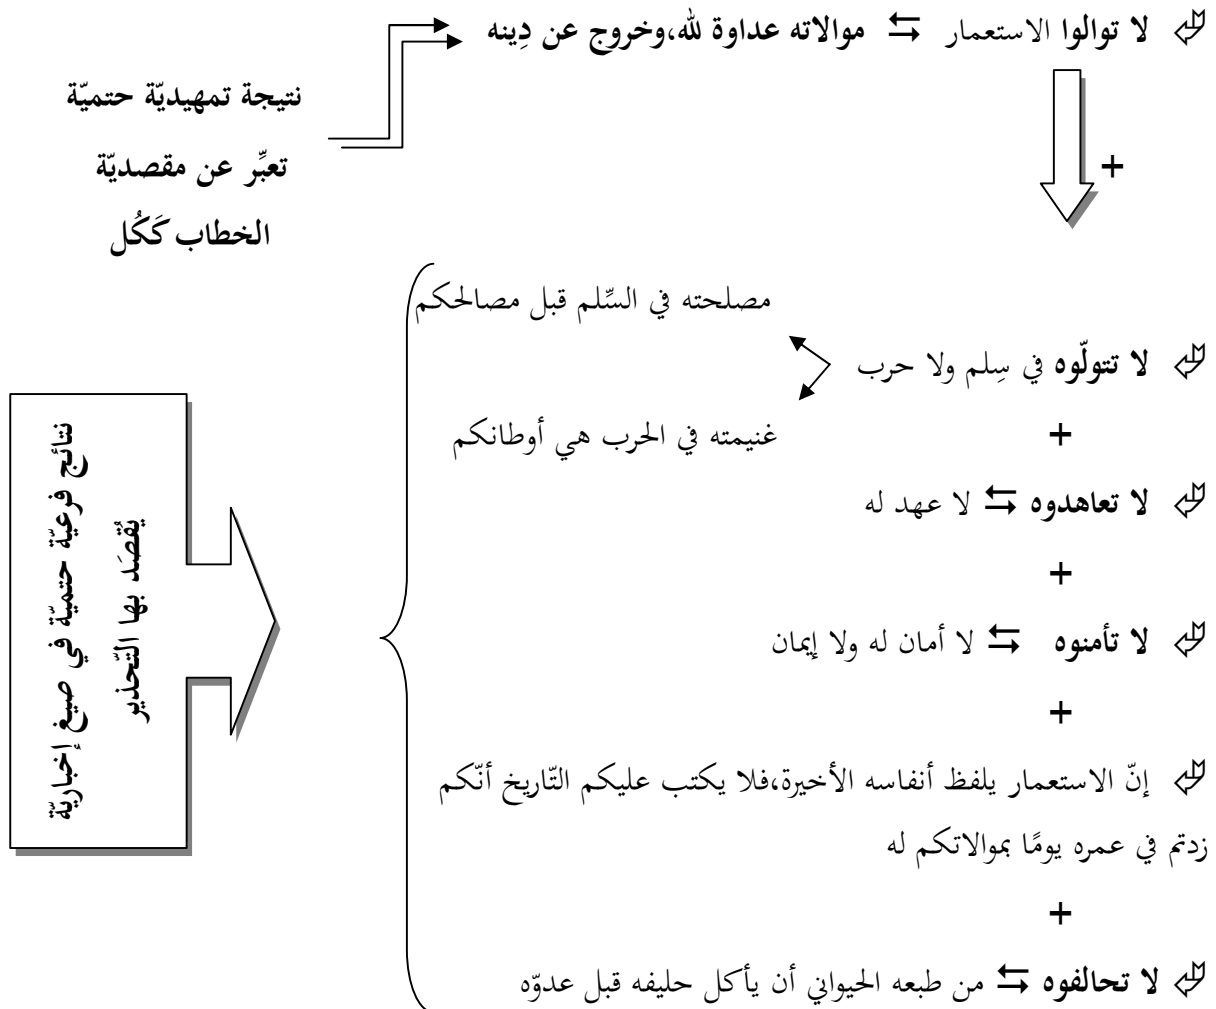 لا توالوا الاستعمار ⇆ موالاته عداوة لله،وخروج عن دِينه
نتيجة تمهيديّة حتميّة
تعبِّر عن مقصديّة
الخطاب كَكُل
+
مصلحته في السِّلم قبل مصالحكم
لا تتولّوه في سِلم ولا حرب
غنيمته في الحرب هي أوطانكم
+
لا تعاهدوه ⇆ لا عهد له
+
لا تأمنوه ⇆ لا أمان له ولا إيمان
+
إنّ الاستعمار يلفظ أنفاسه الأخيرة،فلا يكتب عليكم التّاريخ أنّكم
زدتم في عمره يومًا بموالاتكم له
+
لا تحالفوه ⇆ من طبعه الحيواني أن يأكل حليفه قبل عدوّه
نتائج فرعيّة حتميّة في صيغ إخباريّة
يُقصَد بها التّحذير